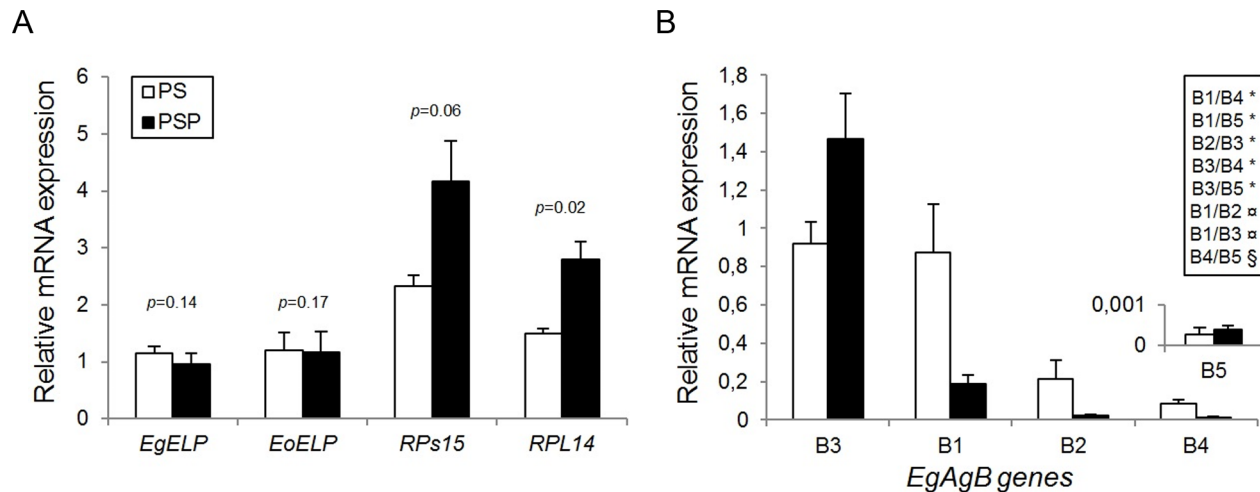 A
Relative mRNA expression
6
5
4
3
2
1
0
PS
PSP
p=0.14
p=0.17
p=0.06
p=0.02
EgELP
EoELP
RPs15
RPL14
B
Relative mRNA expression
1,8
1,6
1,4
1,2
1
0,8
0,6
0,4
0,2
0
B1/B4 *
B1/B5 *
B2/B3 *
B3/B4 *
B3/B5 *
B1/B2 ¤
B1/B3 ¤
B4/B5 §
0,001
0
B5
B3
B1
B2
B4
EgAgB genes